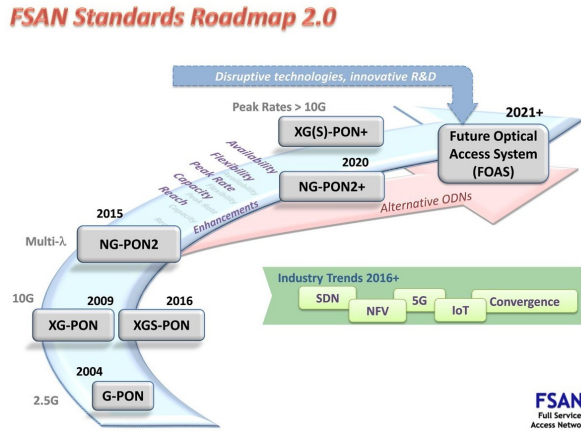 FSAN Standards Roadmap 2.0
Disruptive technologies, innovative R&D
Peak Rates > 10G
2021+
XG(S)-PON+
Future Optical
Access System
(FOAS)
Availability
Flexibility
Peak Rate
Capacity
Reach
Enhancements
2020
NG-PON2+
Alternative ODNs
2015
Multi-λ
NG-PON2
Industry Trends 2016+
SDN
NFV
5G
IoT
Convergence
10G
2009
2016
XG-PON
XGS-PON
2004
G-PON
2.5G
FSAN
Full Service
Access Netwo